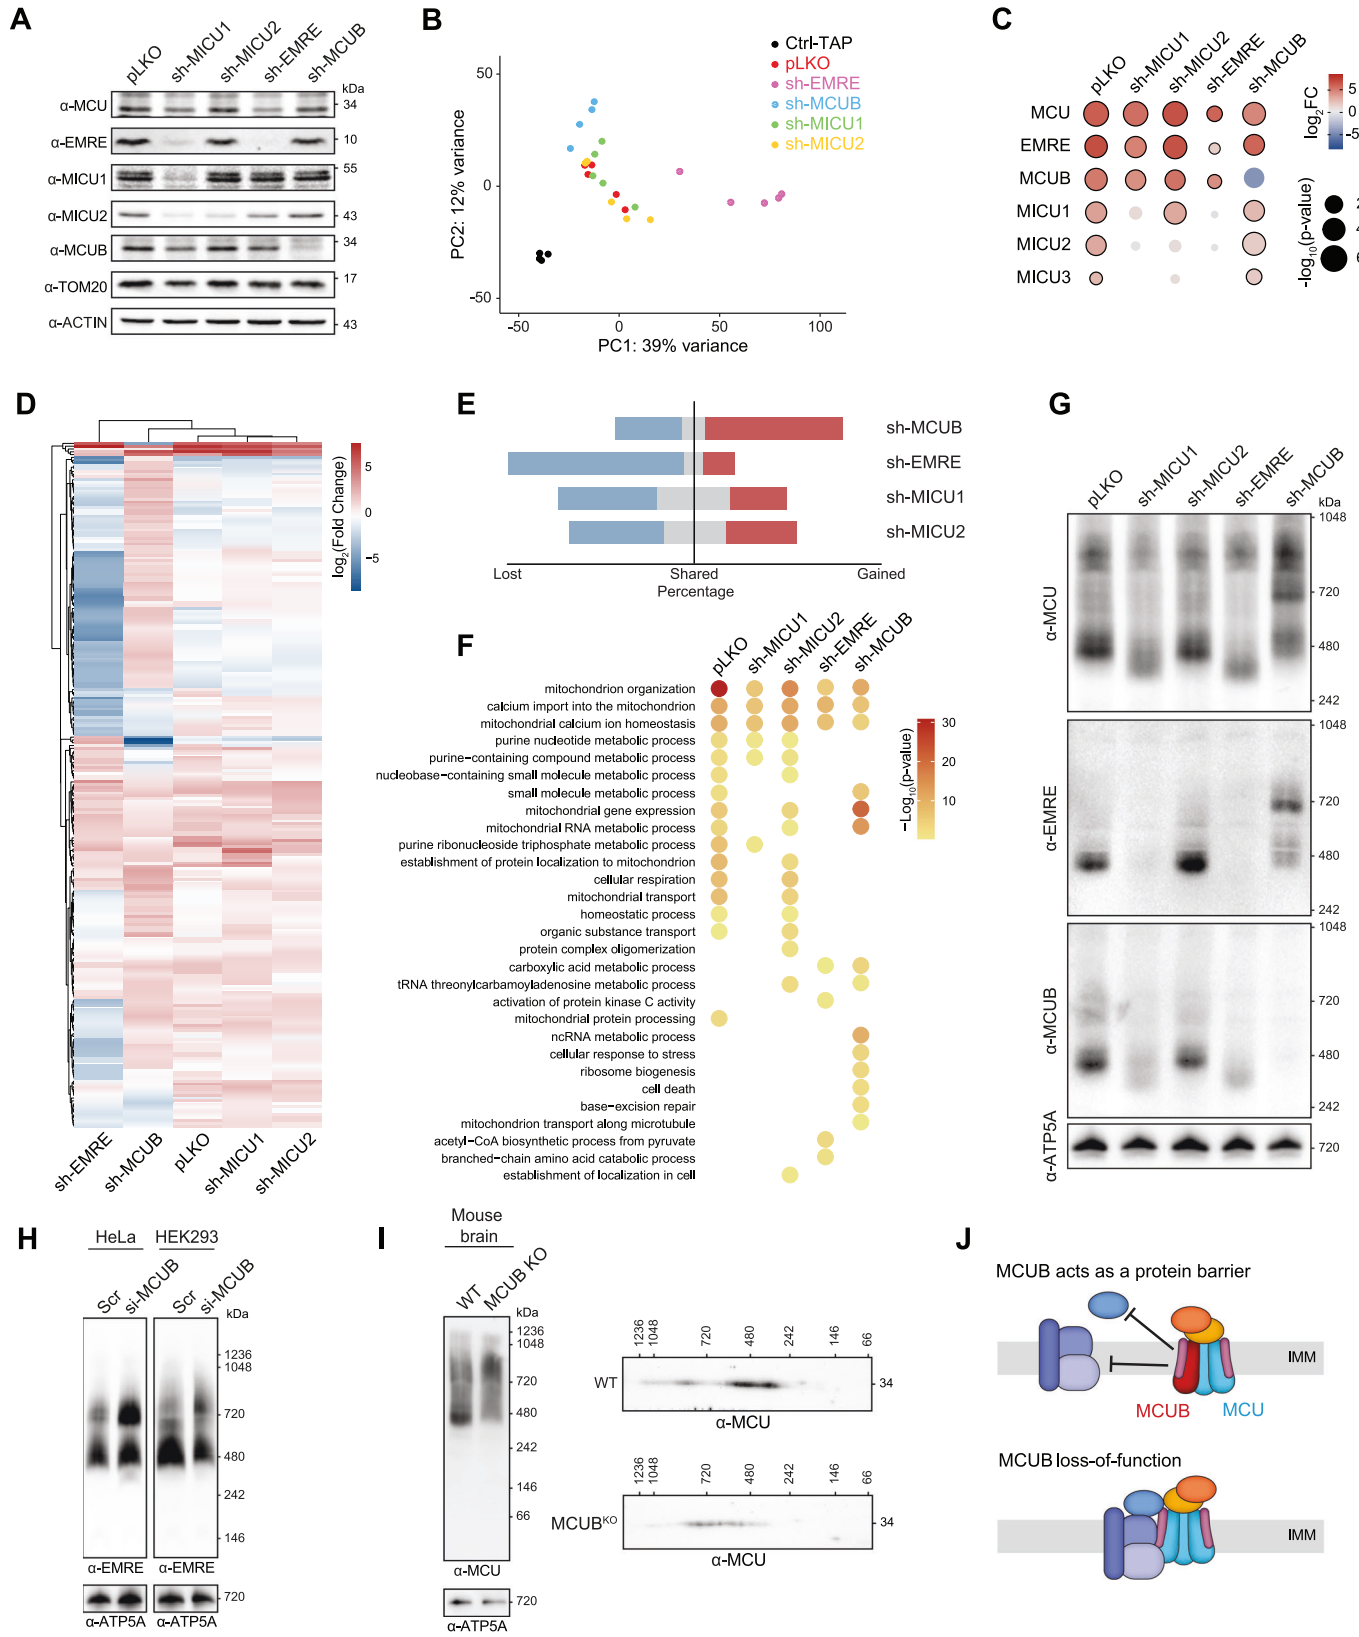 A
pLKO
sh-MICU1
sh-MICU2
sh-EMRE
sh-MCUB
kDa
α-MCU
34
α-EMRE
10
α-MICU1
55
α-MICU2
43
α-MCUB
34
α-TOM20
17
α-ACTIN
43
B
Ctrl-TAP
pLKO
sh-EMRE
sh-MCUB
sh-MICU1
sh-MICU2
50
0
-50
PC2: 12% variance
-50
0
50
100
PC1: 39% variance
C
pLKO
sh-MICU1
sh-MICU2
sh-EMRE
sh-MCUB
MCU
EMRE
MCUB
MICU1
MICU2
MICU3
log2FC
5
0
-5
-log10(p-value)
2
4
6
D
5
0
−5
log2(Fold Change)
sh-EMRE
sh-MCUB
pLKO
sh-MICU1
sh-MICU2
E
sh-MCUB
sh-EMRE
sh-MICU1
sh-MICU2
Lost
Shared
Gained
Percentage
F
pLKO
sh-MICU1
sh-MICU2
sh-EMRE
sh-MCUB
mitochondrion organization
calcium import into the mitochondrion
mitochondrial calcium ion homeostasis
purine nucleotide metabolic process
purine−containing compound metabolic process
nucleobase−containing small molecule metabolic process
small molecule metabolic process
mitochondrial gene expression
mitochondrial RNA metabolic process
purine ribonucleoside triphosphate metabolic process
establishment of protein localization to mitochondrion
cellular respiration
mitochondrial transport
homeostatic process
organic substance transport
protein complex oligomerization
carboxylic acid metabolic process
tRNA threonylcarbamoyladenosine metabolic process
activation of protein kinase C activity
mitochondrial protein processing
ncRNA metabolic process
cellular response to stress
ribosome biogenesis
cell death
base−excision repair
mitochondrion transport along microtubule
acetyl−CoA biosynthetic process from pyruvate
branched−chain amino acid catabolic process
establishment of localization in cell
−Log10(p−value)
30
20
10
G
pLKO
sh-MICU1
sh-MICU2
sh-EMRE
sh-MCUB
kDa
α-MCU
1048
720
480
242
α-EMRE
1048
720
480
242
α-MCUB
1048
720
480
242
α-ATP5A
720
H
HeLa
HEK293
Scr
si-MCUB
Scr
si-MCUB
kDa
1236
1048
720
480
242
146
α-EMRE
α-EMRE
720
α-ATP5A
α-ATP5A
I
Mouse
brain
WT
MCUB KO
kDa
1236
1048
720
480
242
146
66
α-MCU
720
α-ATP5A
1236
1048
720
480
242
146
66
WT
34
α-MCU
1236
1048
720
480
242
146
66
MCUBKO
34
α-MCU
J
MCUB acts as a protein barrier
IMM
MCUB
MCU
MCUB loss-of-function
IMM